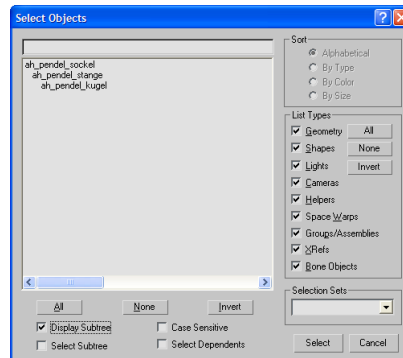 Select Objects
ah_pendel_sockel
ah_pendel_stange
ah_pendel_kugel
All
None
Invert
Display Subtree
Case Sensitive
Select Subtree
Select Dependents
Sort
Alphabetical
By Type
By Color
By Size
List Types
Geometry
All
Shapes
None
Lights
Invert
Cameras
Helpers
Space Warps
Groups/Assemblies
XRefs
Bone Objects
Selection Sets
Select
Cancel